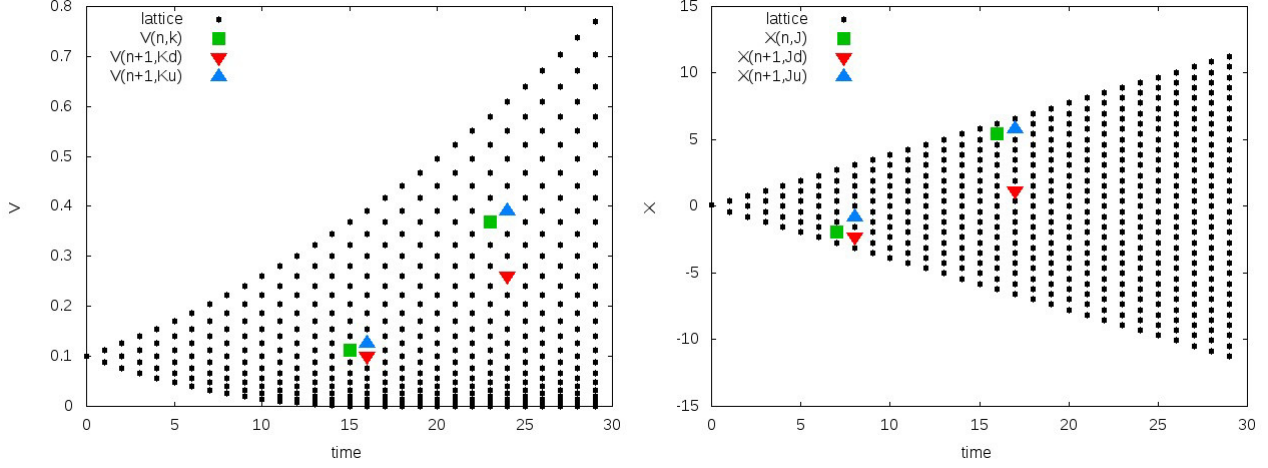 lattice
V(n,k)
V(n+1,Kd)
V(n+1,Ku)
0.8
0.7
0.6
0.5
0.4
0.3
0.2
0.1
0
V
0
5
10
15
20
25
30
time
lattice
X(n,J)
X(n+1,Jd)
X(n+1,Ju)
15
10
5
0
-5
-10
-15
X
0
5
10
15
20
25
30
time